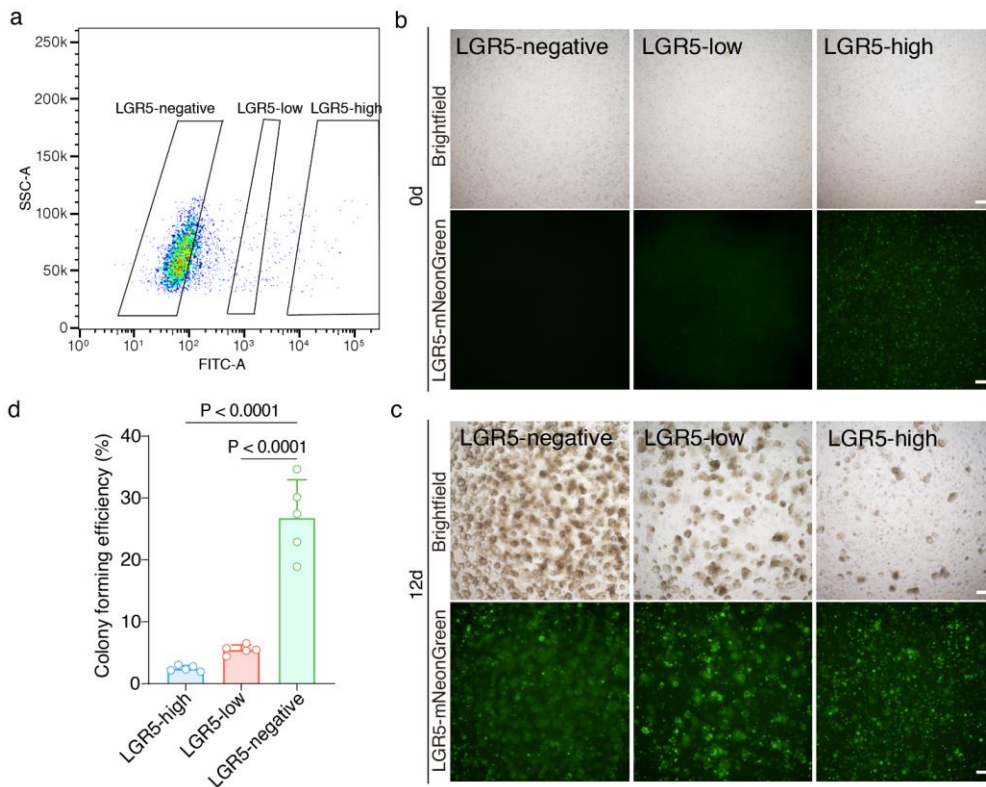 a
250k
200k
150k
100k
50k
0
SSC-A
LGR5-negative LGR5-low LGR5-high
10⁰ 10¹ 10² 10³ 10⁴ 10⁵
FITC-A
b
LGR5-negative LGR5-low LGR5-high
Brightfield
0d
LGR5-mNeonGreen
d
P < 0.0001
P < 0.0001
40
30
20
10
0
Colony forming efficiency (%)
LGR5-high
LGR5-low
LGR5-negative
c
LGR5-negative LGR5-low LGR5-high
Brightfield
12d
LGR5-mNeonGreen